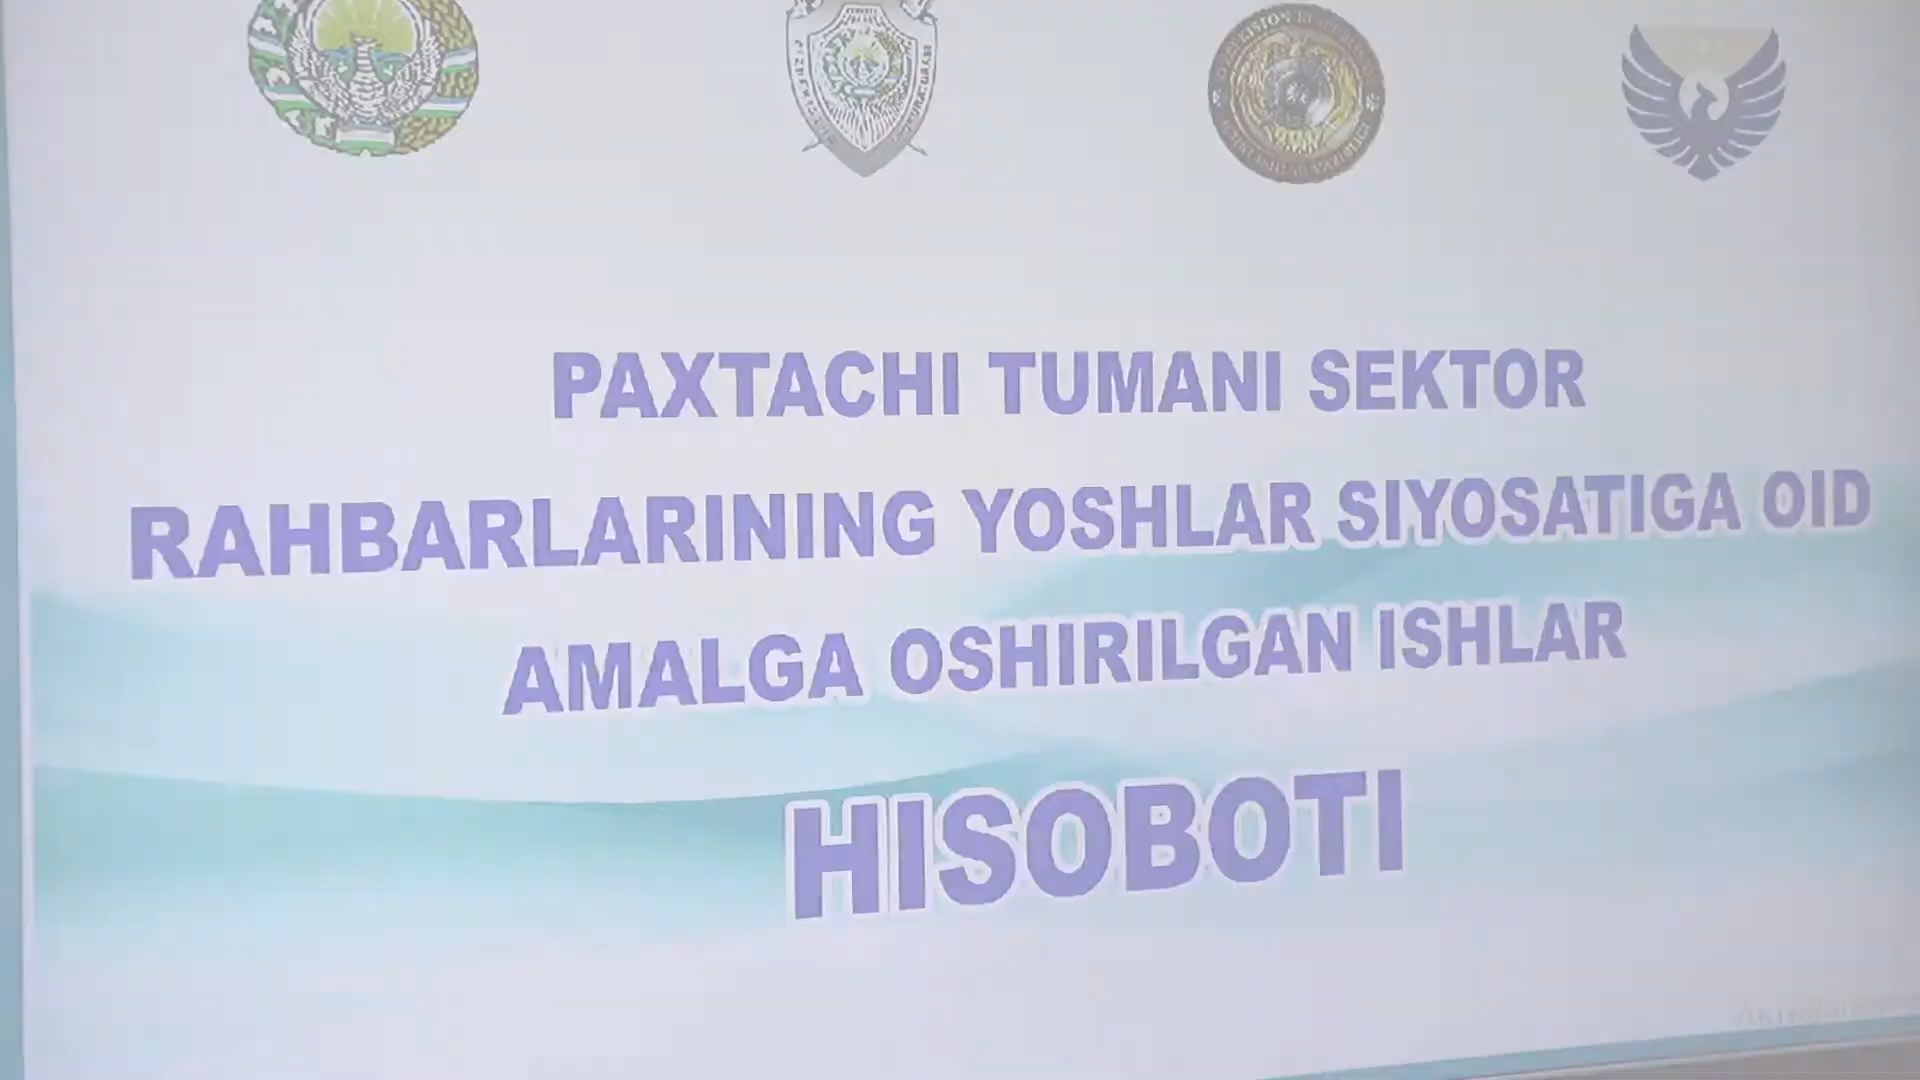 PAXTACHI TUMANI SEKTOR
RAHBARLARINING YOSHLAR SIYOSATIGA OID
AMALGA OSHIRILGAN ISHLAR
HISOBOTI